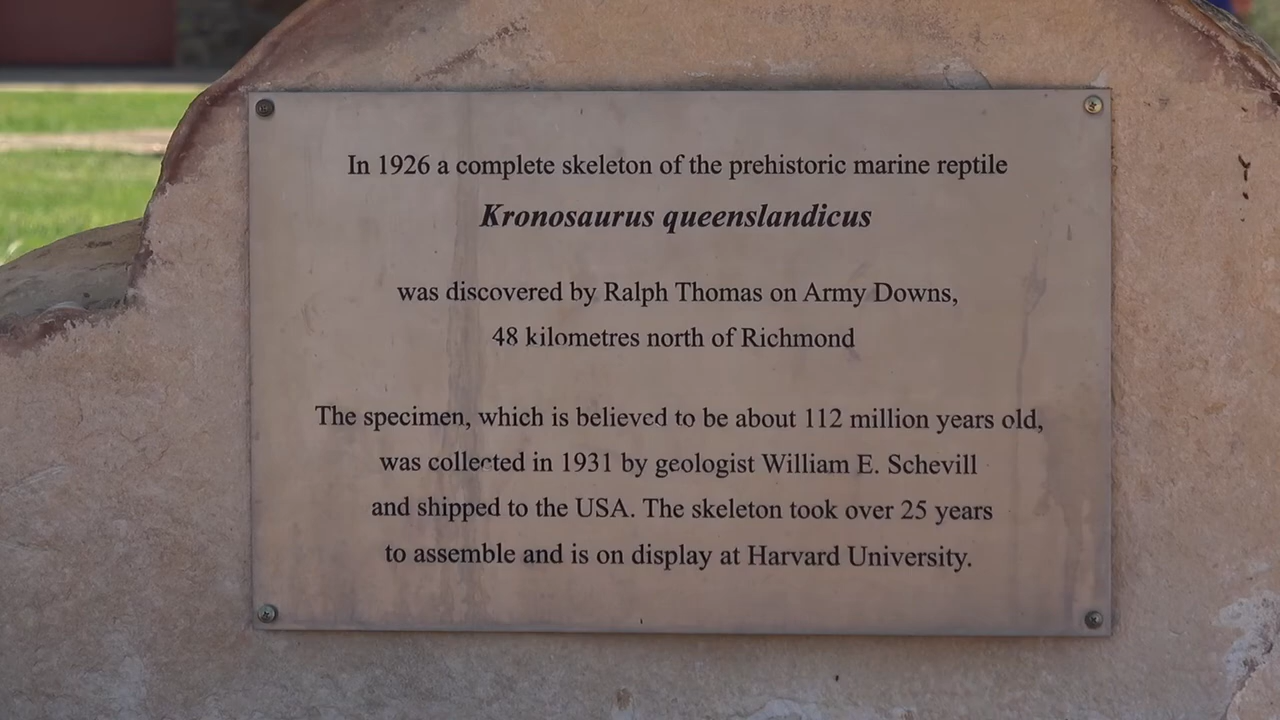 In 1926 a complete skeleton of the prehistoric marine reptile
Kronosaurus queenslandicus
was discovered by Ralph Thomas on Army Downs,
48 kilometres north of Richmond
The specimen, which is believed to be about 112 million years old,
was collected in 1931 by geologist William E. Schevill
and shipped to the USA. The skeleton took over 25 years
to assemble and is on display at Harvard University.